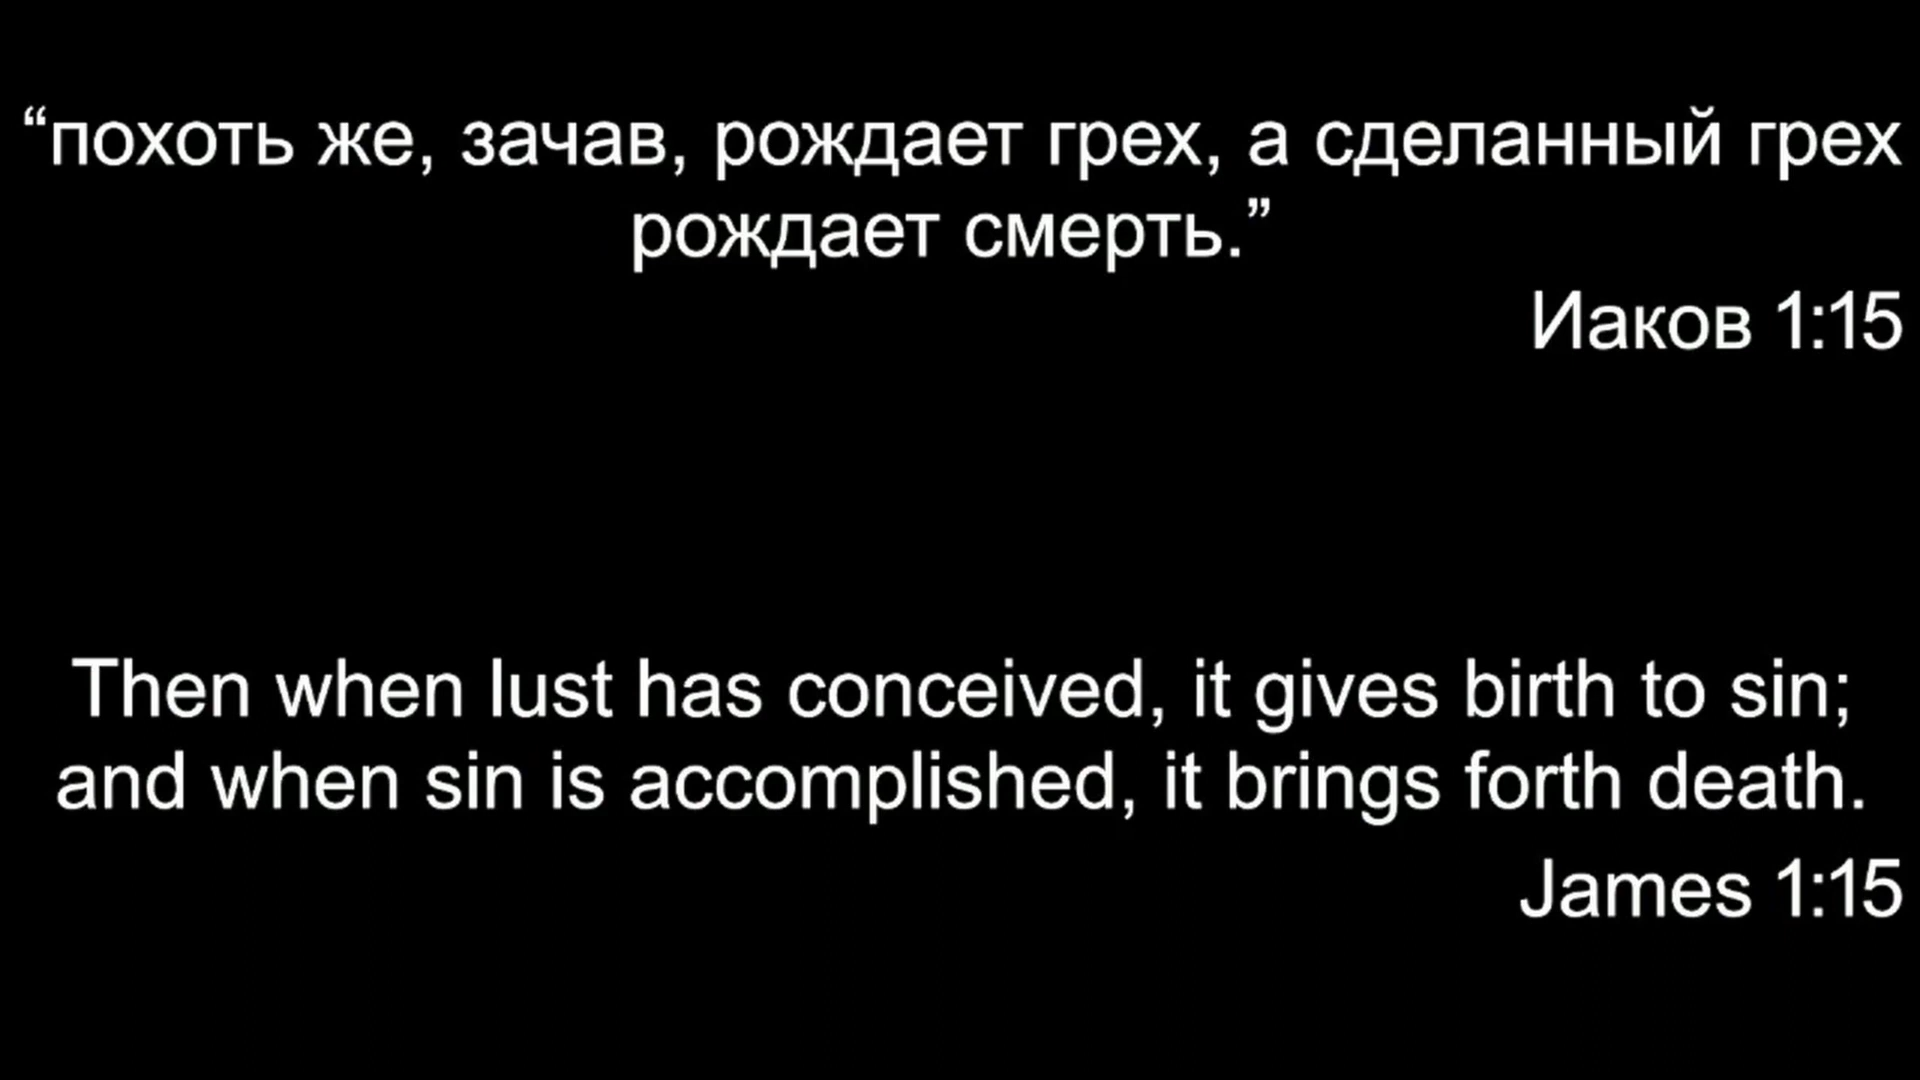 “похоть же, зачав, рождает грех, а сделанный грех
рождает смерть.”
Иаков 1:15
Then when lust has conceived, it gives birth to sin;
and when sin is accomplished, it brings forth death.
James 1:15